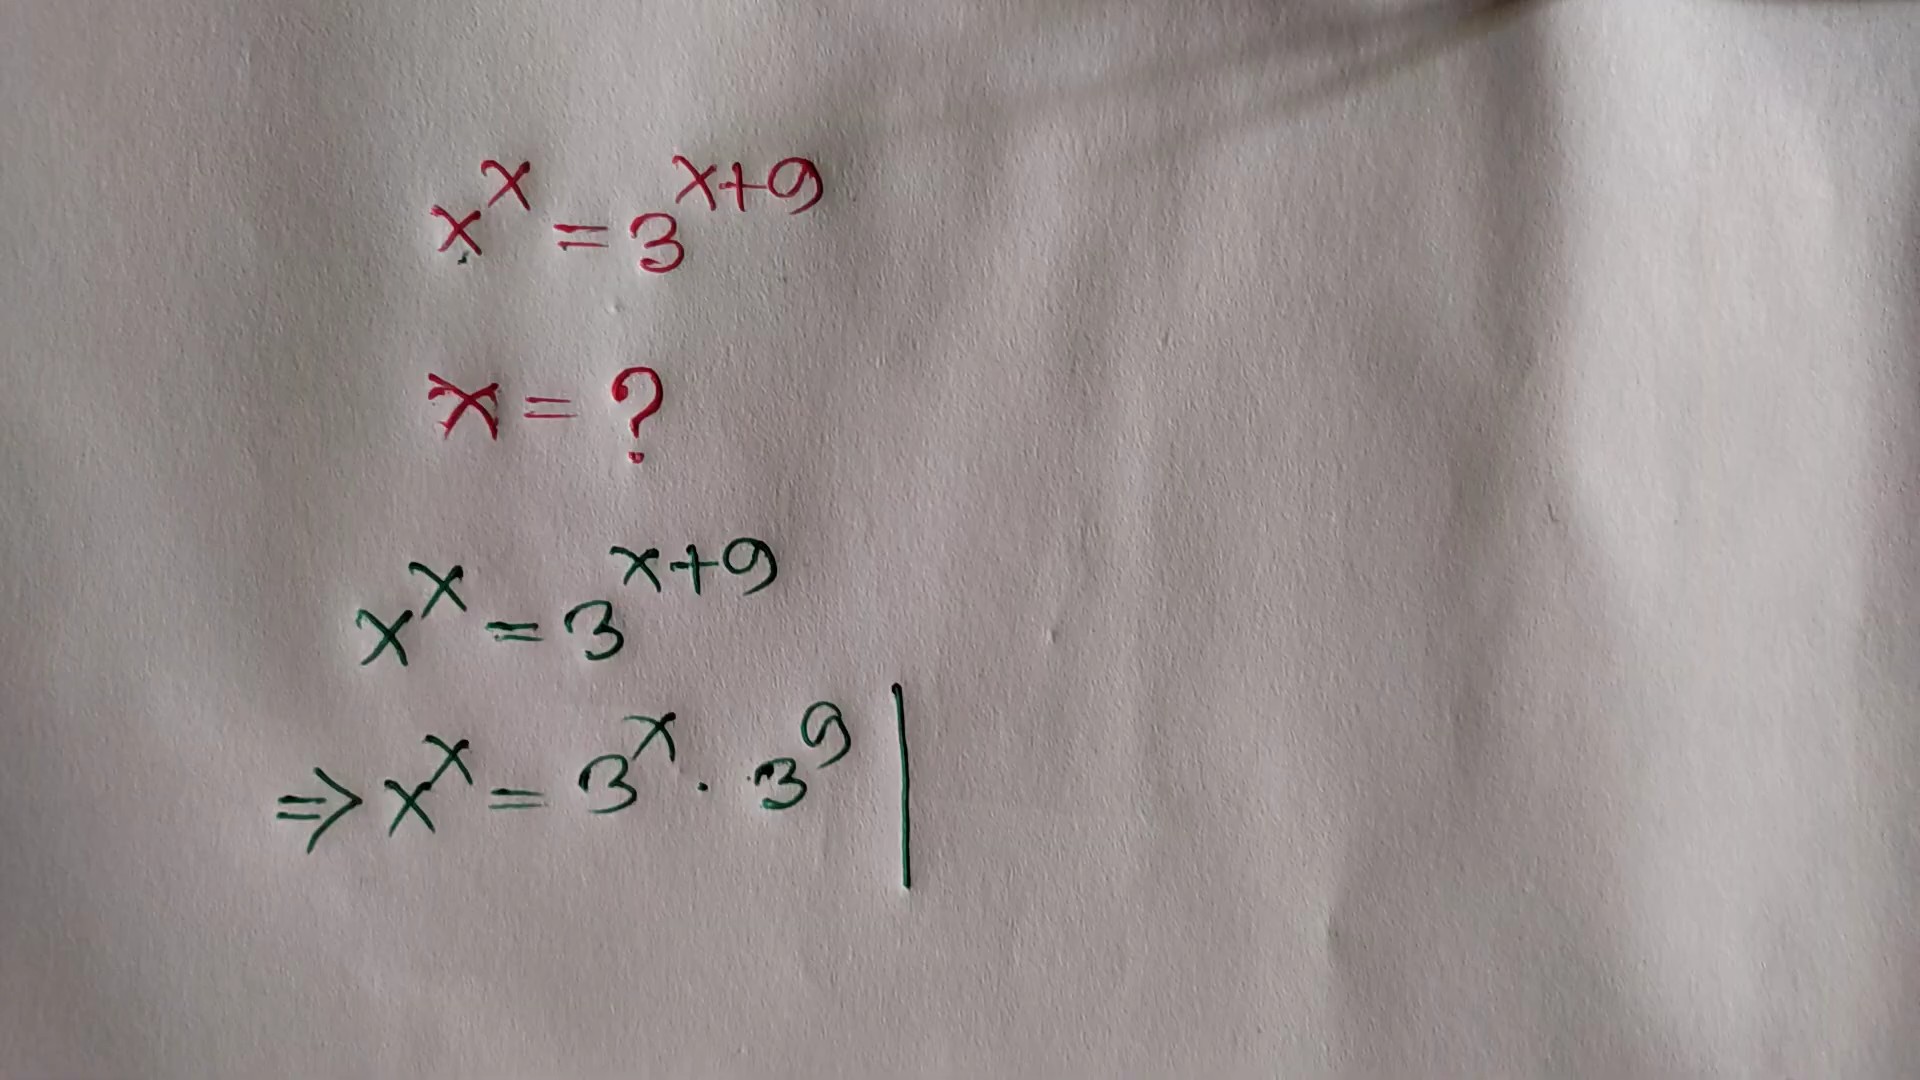 x^x = 3^{x+9}
x = ?
x^x = 3^{x+9}
⇒ x^x = 3^x · 3^9 |